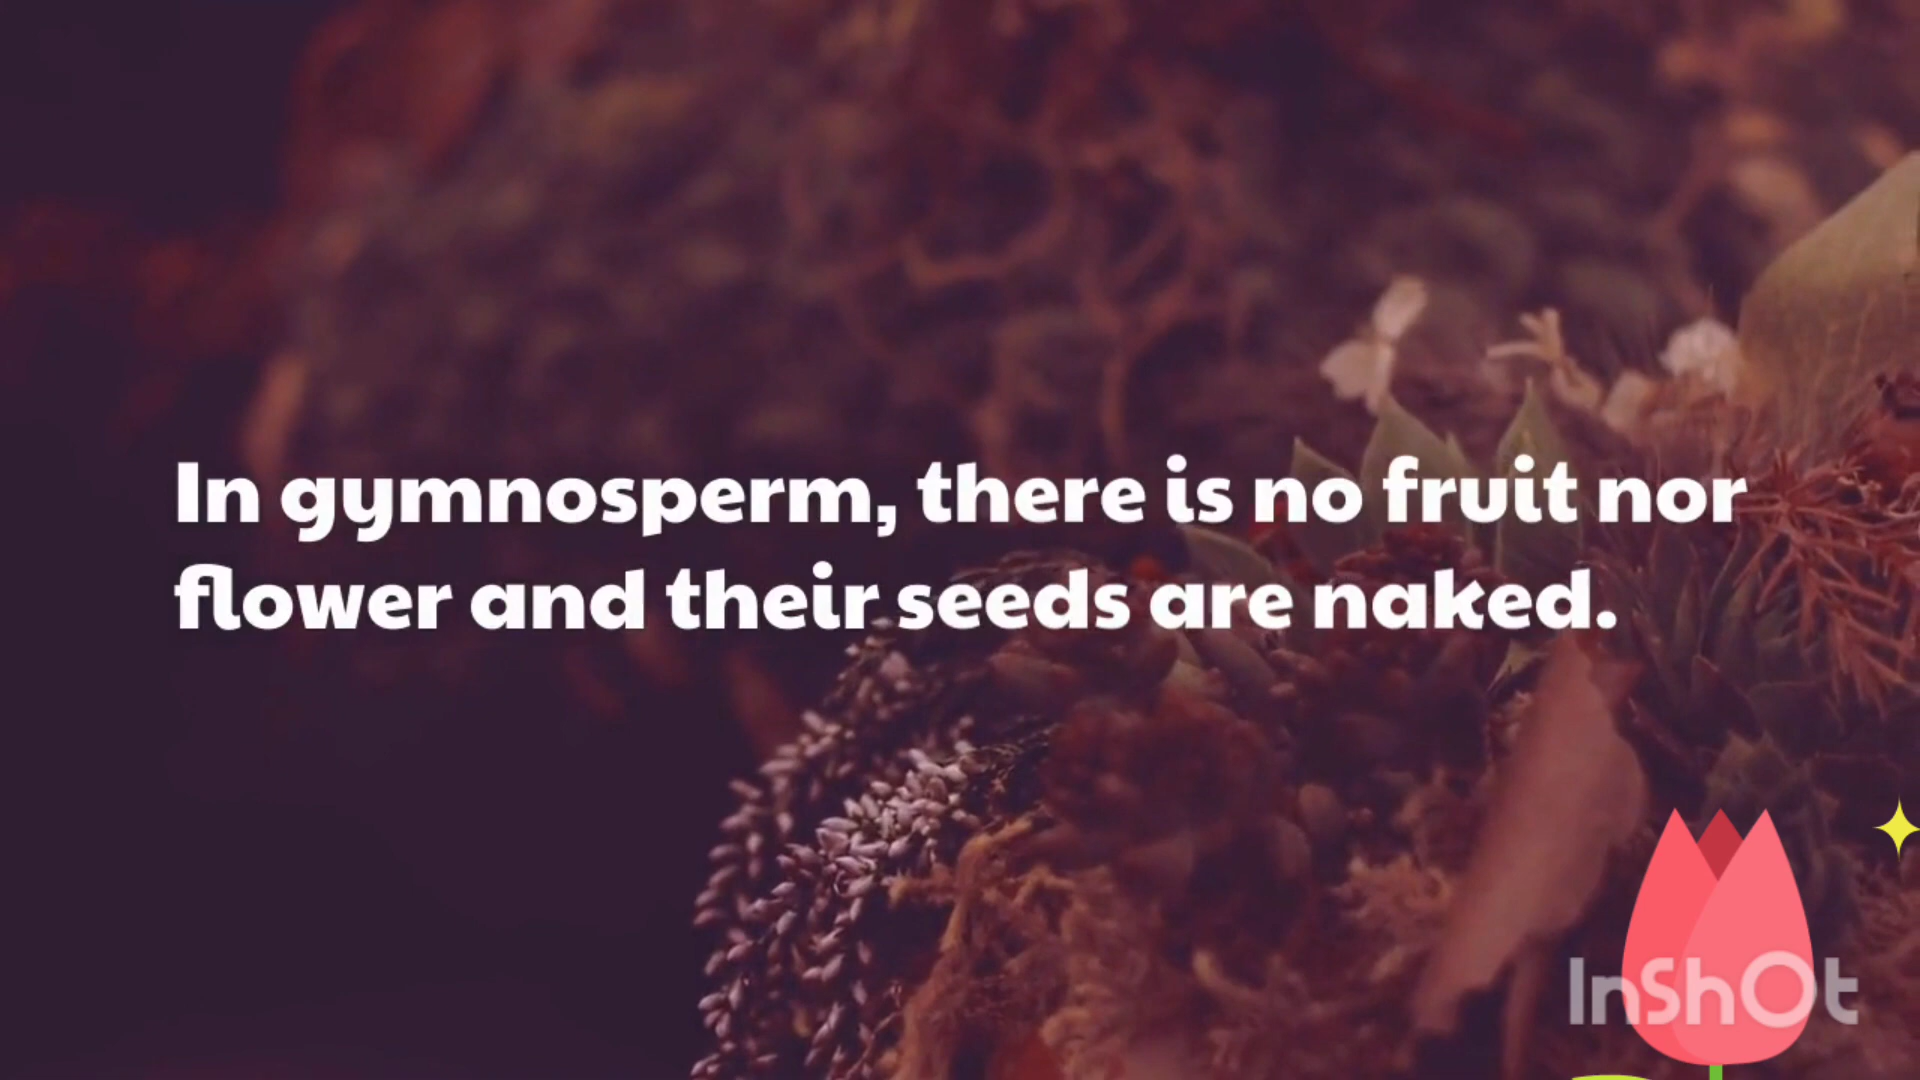 In gymnosperm, there is no fruit nor
flower and their seeds are naked.
InShOt